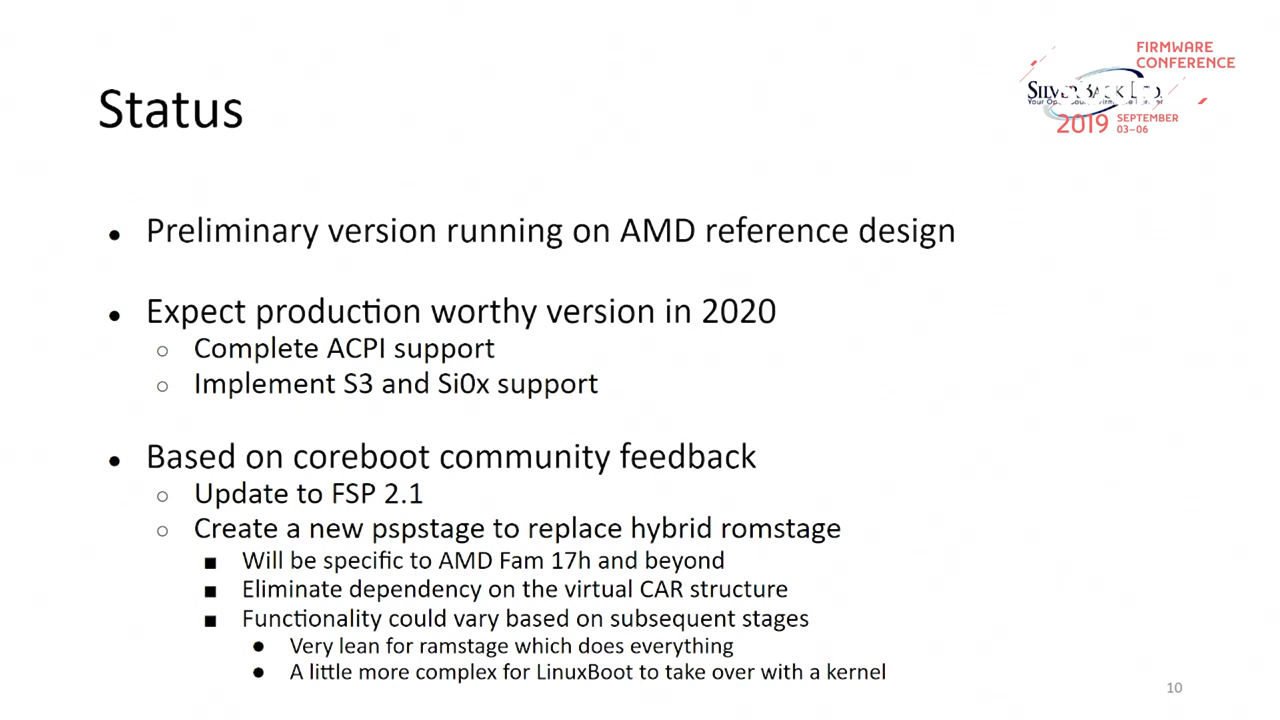 FIRMWARE
CONFERENCE
Status
2019 SEPTEMBER
03–06
● Preliminary version running on AMD reference design
● Expect production worthy version in 2020
○ Complete ACPI support
○ Implement S3 and Si0x support
● Based on coreboot community feedback
○ Update to FSP 2.1
○ Create a new pspstage to replace hybrid romstage
■ Will be specific to AMD Fam 17h and beyond
■ Eliminate dependency on the virtual CAR structure
■ Functionality could vary based on subsequent stages
● Very lean for ramstage which does everything
● A little more complex for LinuxBoot to take over with a kernel
10